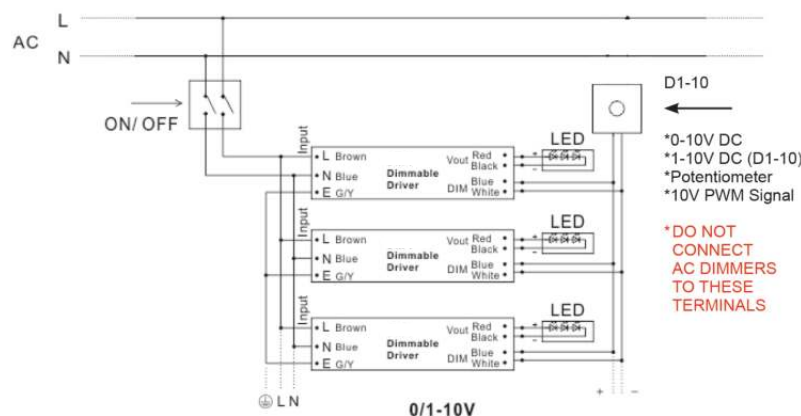 L
AC
N
ON/ OFF
D1-10
*0-10V DC
*1-10V DC (D1-10)
*Potentiometer
*10V PWM Signal
*DO NOT
CONNECT
AC DIMMERS
TO THESE
TERMINALS
Input
L Brown
N Blue
E G/Y
Dimmable
Driver
Vout Red
Black
DIM Blue
White
LED
+
-
Input
L Brown
N Blue
E G/Y
Dimmable
Driver
Vout Red
Black
DIM Blue
White
LED
+
-
Input
L Brown
N Blue
E G/Y
Dimmable
Driver
Vout Red
Black
DIM Blue
White
LED
+
-
L N
+ -
0/1-10V